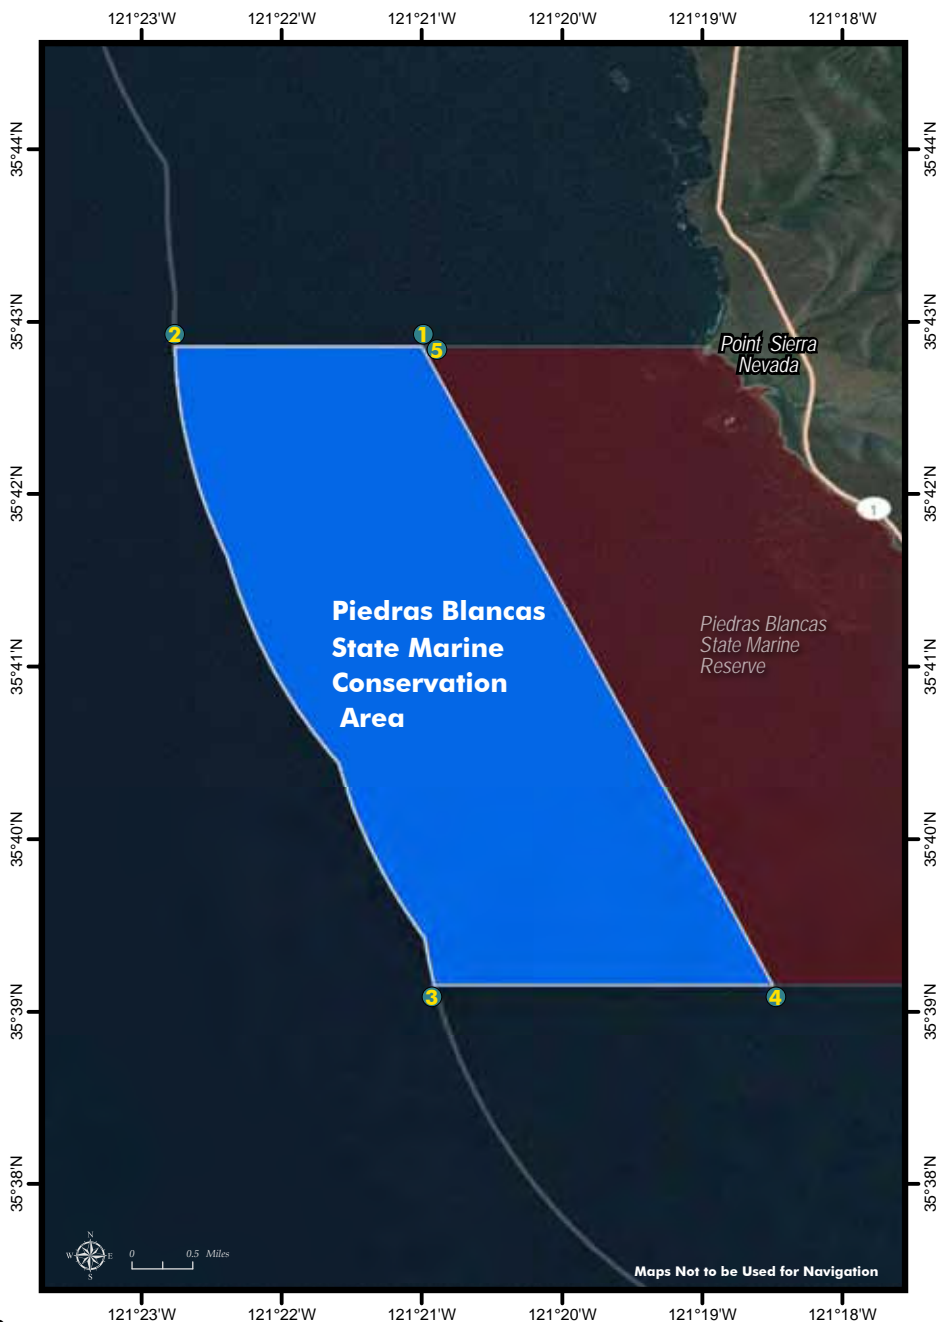 121°23'W 121°22'W 121°21'W 121°20'W 121°19'W 121°18'W
35°44'N 35°44'N
35°43'N 35°43'N
2 1
5
Point Sierra
Nevada
35°42'N 35°42'N
1
Piedras Blancas
State Marine
Conservation
Area
Piedras Blancas
State Marine
Reserve
35°41'N 35°41'N
35°40'N 35°40'N
3 4
35°39'N 35°39'N
35°38'N 35°38'N
N
W E
S
0 0.5 Miles
Maps Not to be Used for Navigation
121°23'W 121°22'W 121°21'W 121°20'W 121°19'W 121°18'W